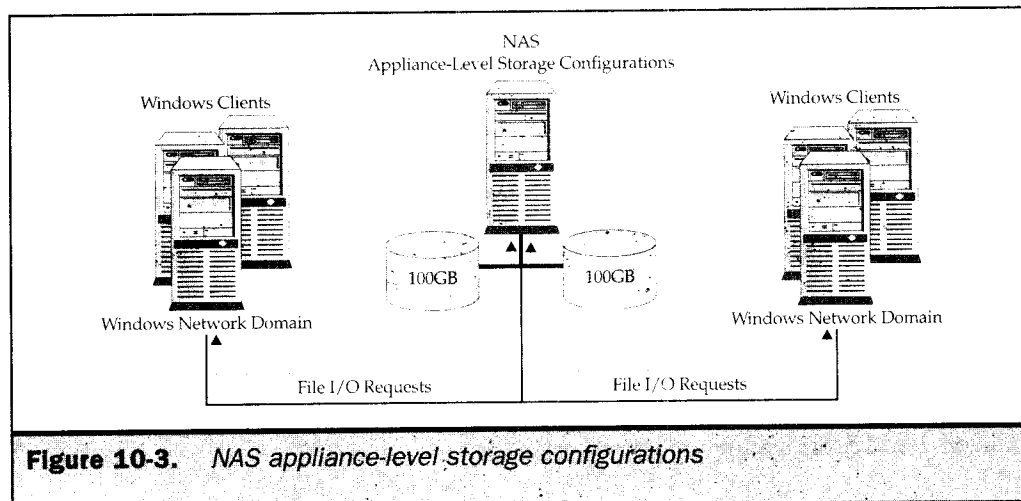 NAS
Appliance-Level Storage Configurations
Windows Clients
Windows Clients
100GB
100GB
Windows Network Domain
Windows Network Domain
File I/O Requests
File I/O Requests
Figure 10-3. NAS appliance-level storage configurations